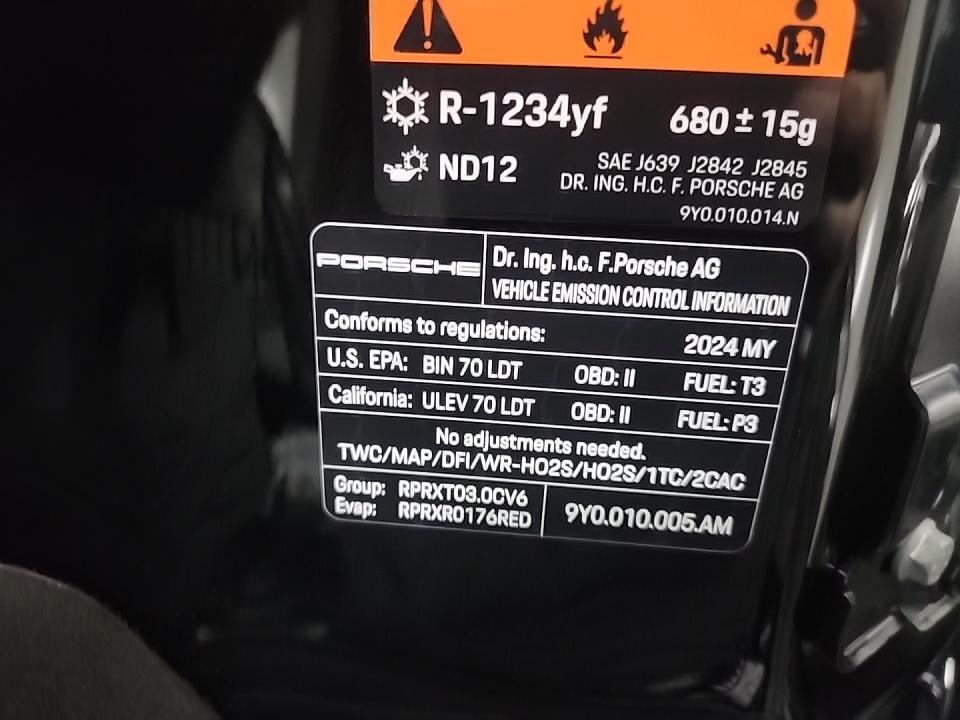 R-1234yf 680 ± 15g
ND12 SAE J639 J2842 J2845
DR. ING. H.C. F. PORSCHE AG
9Y0.010.014.N
PORSCHE Dr. Ing. h.c. F.Porsche AG
VEHICLE EMISSION CONTROL INFORMATION
Conforms to regulations: 2024 MY
U.S. EPA: BIN 70 LDT OBD: II FUEL: T3
California: ULEV 70 LDT OBD: II FUEL: P3
No adjustments needed.
TWC/MAP/DFI/WR-HO2S/HO2S/1TC/2CAC
Group: RPRXT03.0CV6
Evap: RPRXR0176RED
9Y0.010.005.AM